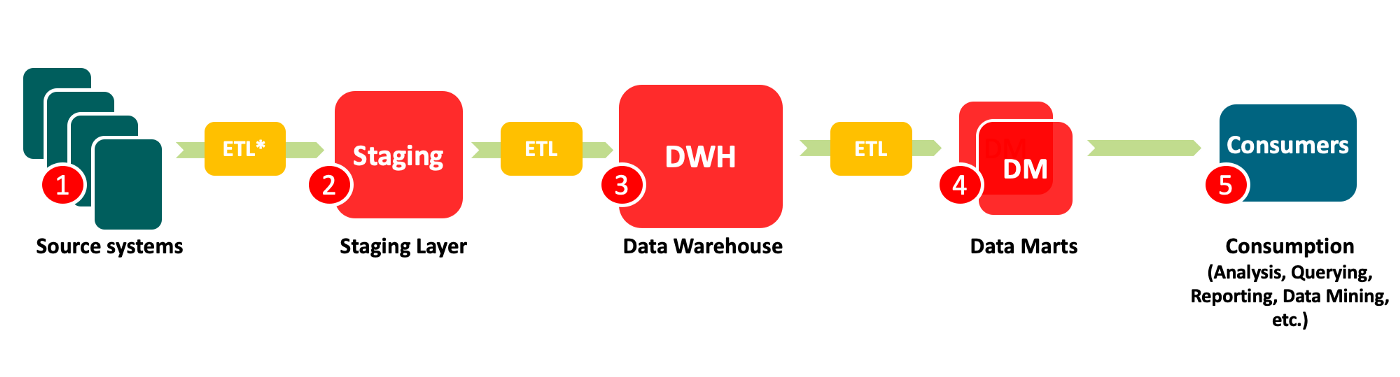 ETL*
Staging
ETL
DWH
ETL
DM
DM
Consumers
1
2
3
4
5
Source systems
Staging Layer
Data Warehouse
Data Marts
Consumption
(Analysis, Querying,
Reporting, Data Mining,
etc.)